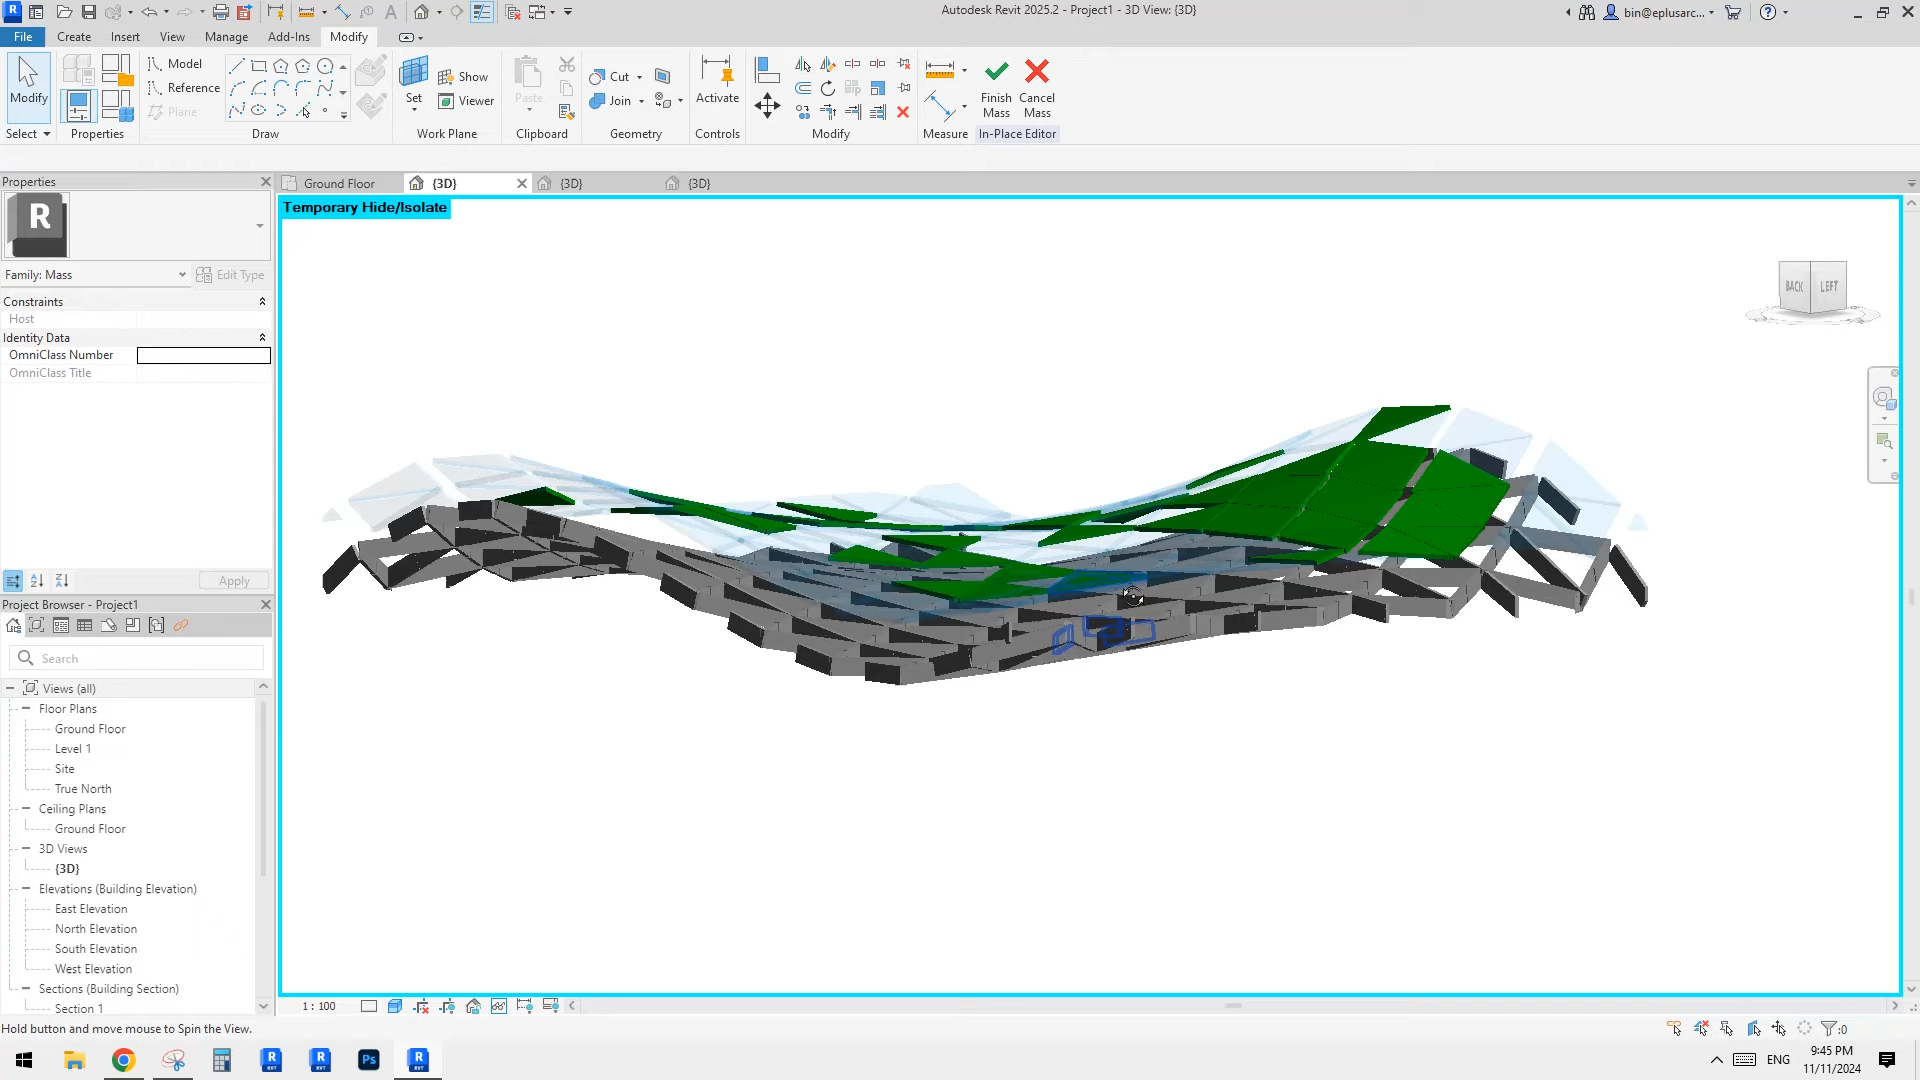 Autodesk Revit 2025.2 - Project1 - 3D View: {3D}
bin@eplusarc...
File Create Insert View Manage Add-Ins Modify
Modify
Select
Properties
Model
Reference
Plane
Draw
Set
Show
Viewer
Work Plane
Paste
Clipboard
Cut
Join
Geometry
Activate
Controls
Modify
Measure
Finish Mass
Cancel Mass
In-Place Editor
Properties
Ground Floor
{3D}
{3D}
{3D}
R
Temporary Hide/Isolate
BACK LEFT
Family: Mass
Edit Type
Constraints
Host
Identity Data
OmniClass Number
OmniClass Title
Apply
Project Browser - Project1
Search
Views (all)
Floor Plans
Ground Floor
Level 1
Site
True North
Ceiling Plans
Ground Floor
3D Views
{3D}
Elevations (Building Elevation)
East Elevation
North Elevation
South Elevation
West Elevation
Sections (Building Section)
Section 1
1 : 100
Hold button and move mouse to Spin the View.
:0
Ps
ENG
9:45 PM
11/11/2024